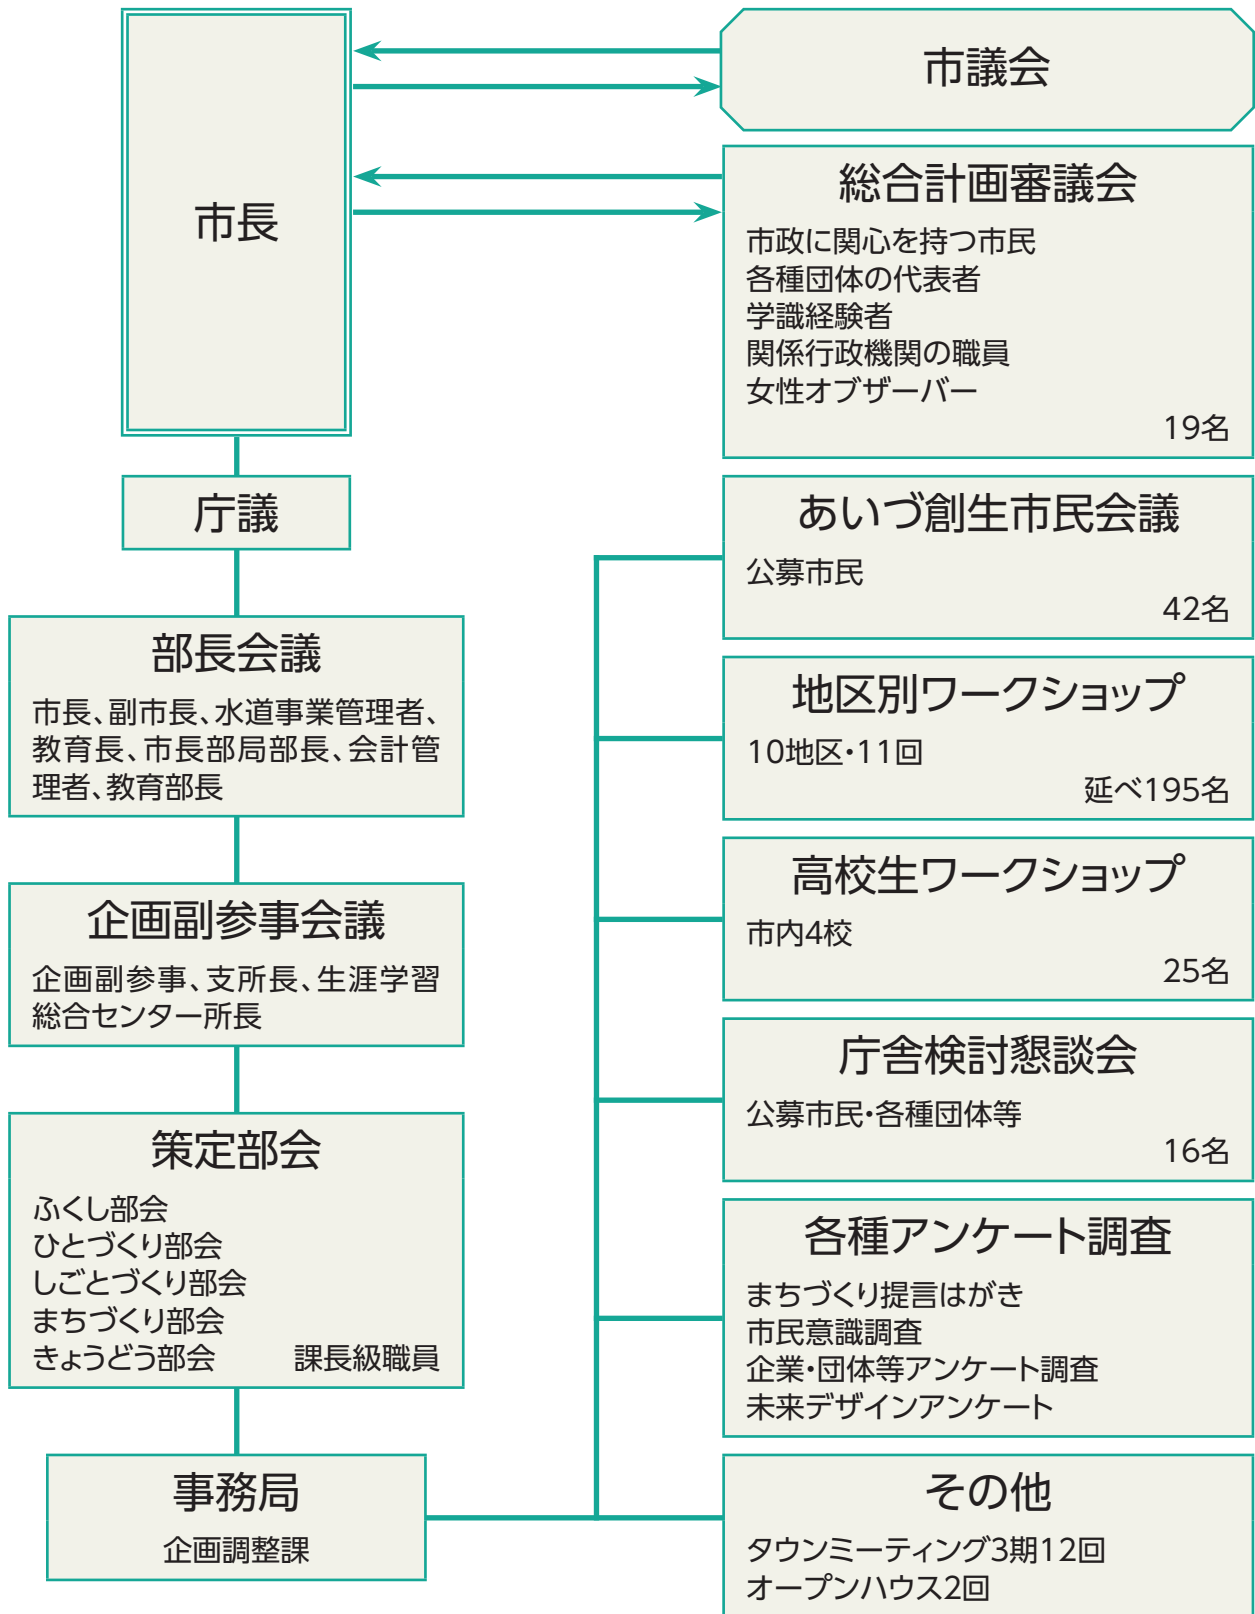 市長
市議会
総合計画審議会
市政に関心を持つ市民
各種団体の代表者
学識経験者
関係行政機関の職員
女性オブザーバー
19名
庁議
部長会議
市長、副市長、水道事業管理者、
教育長、市長部局部長、会計管
理者、教育部長
企画副参事会議
企画副参事、支所長、生涯学習
総合センター所長
策定部会
ふくし部会
ひとづくり部会
しごとづくり部会
まちづくり部会
きょうどう部会 課長級職員
事務局
企画調整課
あいづ創生市民会議
公募市民
42名
地区別ワークショップ
10地区・11回
延べ195名
高校生ワークショップ
市内4校
25名
庁舎検討懇談会
公募市民・各種団体等
16名
各種アンケート調査
まちづくり提言はがき
市民意識調査
企業・団体等アンケート調査
未来デザインアンケート
その他
タウンミーティング3期12回
オープンハウス2回